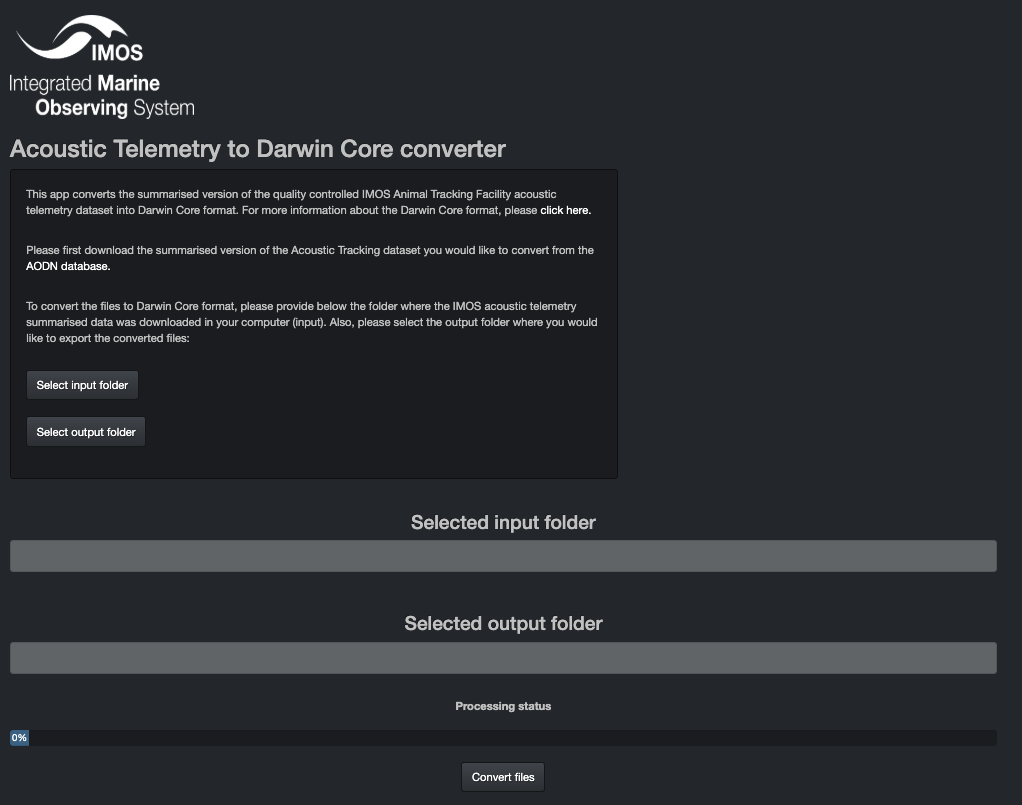 IMOS
Integrated Marine
Observing System
Acoustic Telemetry to Darwin Core converter
This app converts the summarised version of the quality controlled IMOS Animal Tracking Facility acoustic
telemetry dataset into Darwin Core format. For more information about the Darwin Core format, please click here.
Please first download the summarised version of the Acoustic Tracking dataset you would like to convert from the
AODN database.
To convert the files to Darwin Core format, please provide below the folder where the IMOS acoustic telemetry
summarised data was downloaded in your computer (input). Also, please select the output folder where you would
like to export the converted files:
Select input folder
Select output folder
Selected input folder
Selected output folder
Processing status
0%
Convert files